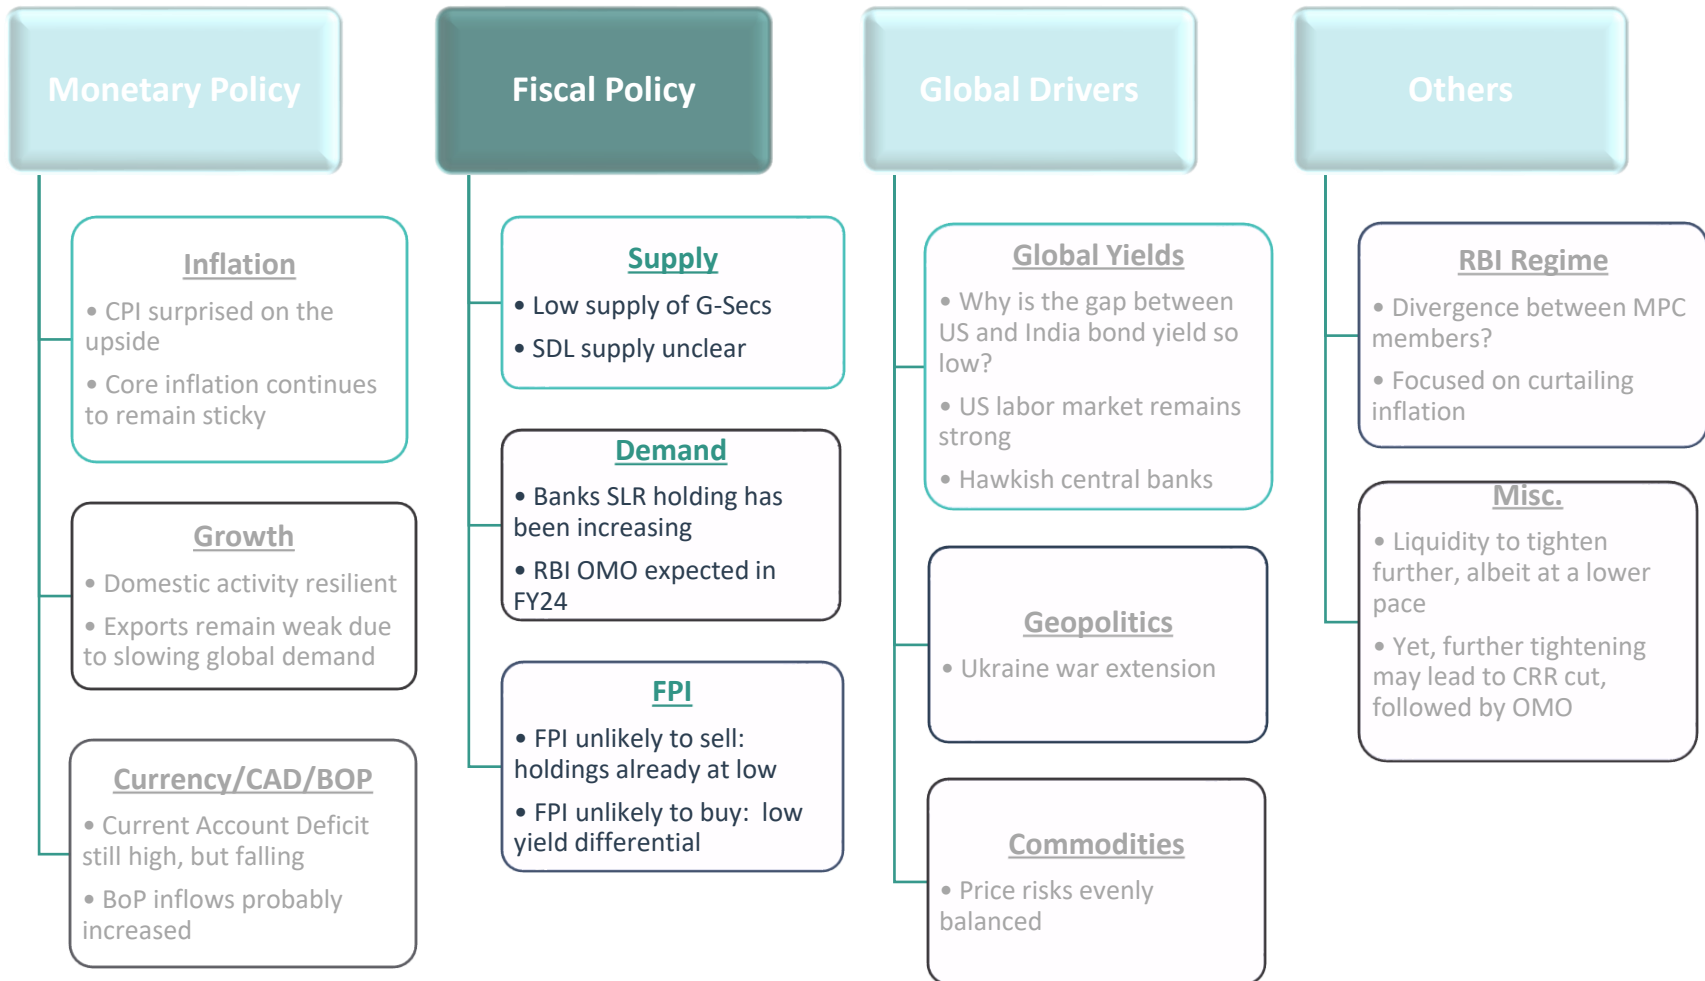 Monetary Policy
Inflation
• CPI surprised on the
upside
• Core inflation continues
to remain sticky
Growth
• Domestic activity resilient
• Exports remain weak due
to slowing global demand
Currency/CAD/BOP
• Current Account Deficit
still high, but falling
• BoP inflows probably
increased
Fiscal Policy
Supply
• Low supply of G-Secs
• SDL supply unclear
Demand
• Banks SLR holding has
been increasing
• RBI OMO expected in
FY24
FPI
• FPI unlikely to sell:
holdings already at low
• FPI unlikely to buy:  low
yield differential
Global Drivers
Global Yields
• Why is the gap between
US and India bond yield so
low?
• US labor market remains
strong
• Hawkish central banks
Geopolitics
• Ukraine war extension
Commodities
• Price risks evenly
balanced
Others
RBI Regime
• Divergence between MPC
members?
• Focused on curtailing
inflation
Misc.
• Liquidity to tighten
further, albeit at a lower
pace
• Yet, further tightening
may lead to CRR cut,
followed by OMO